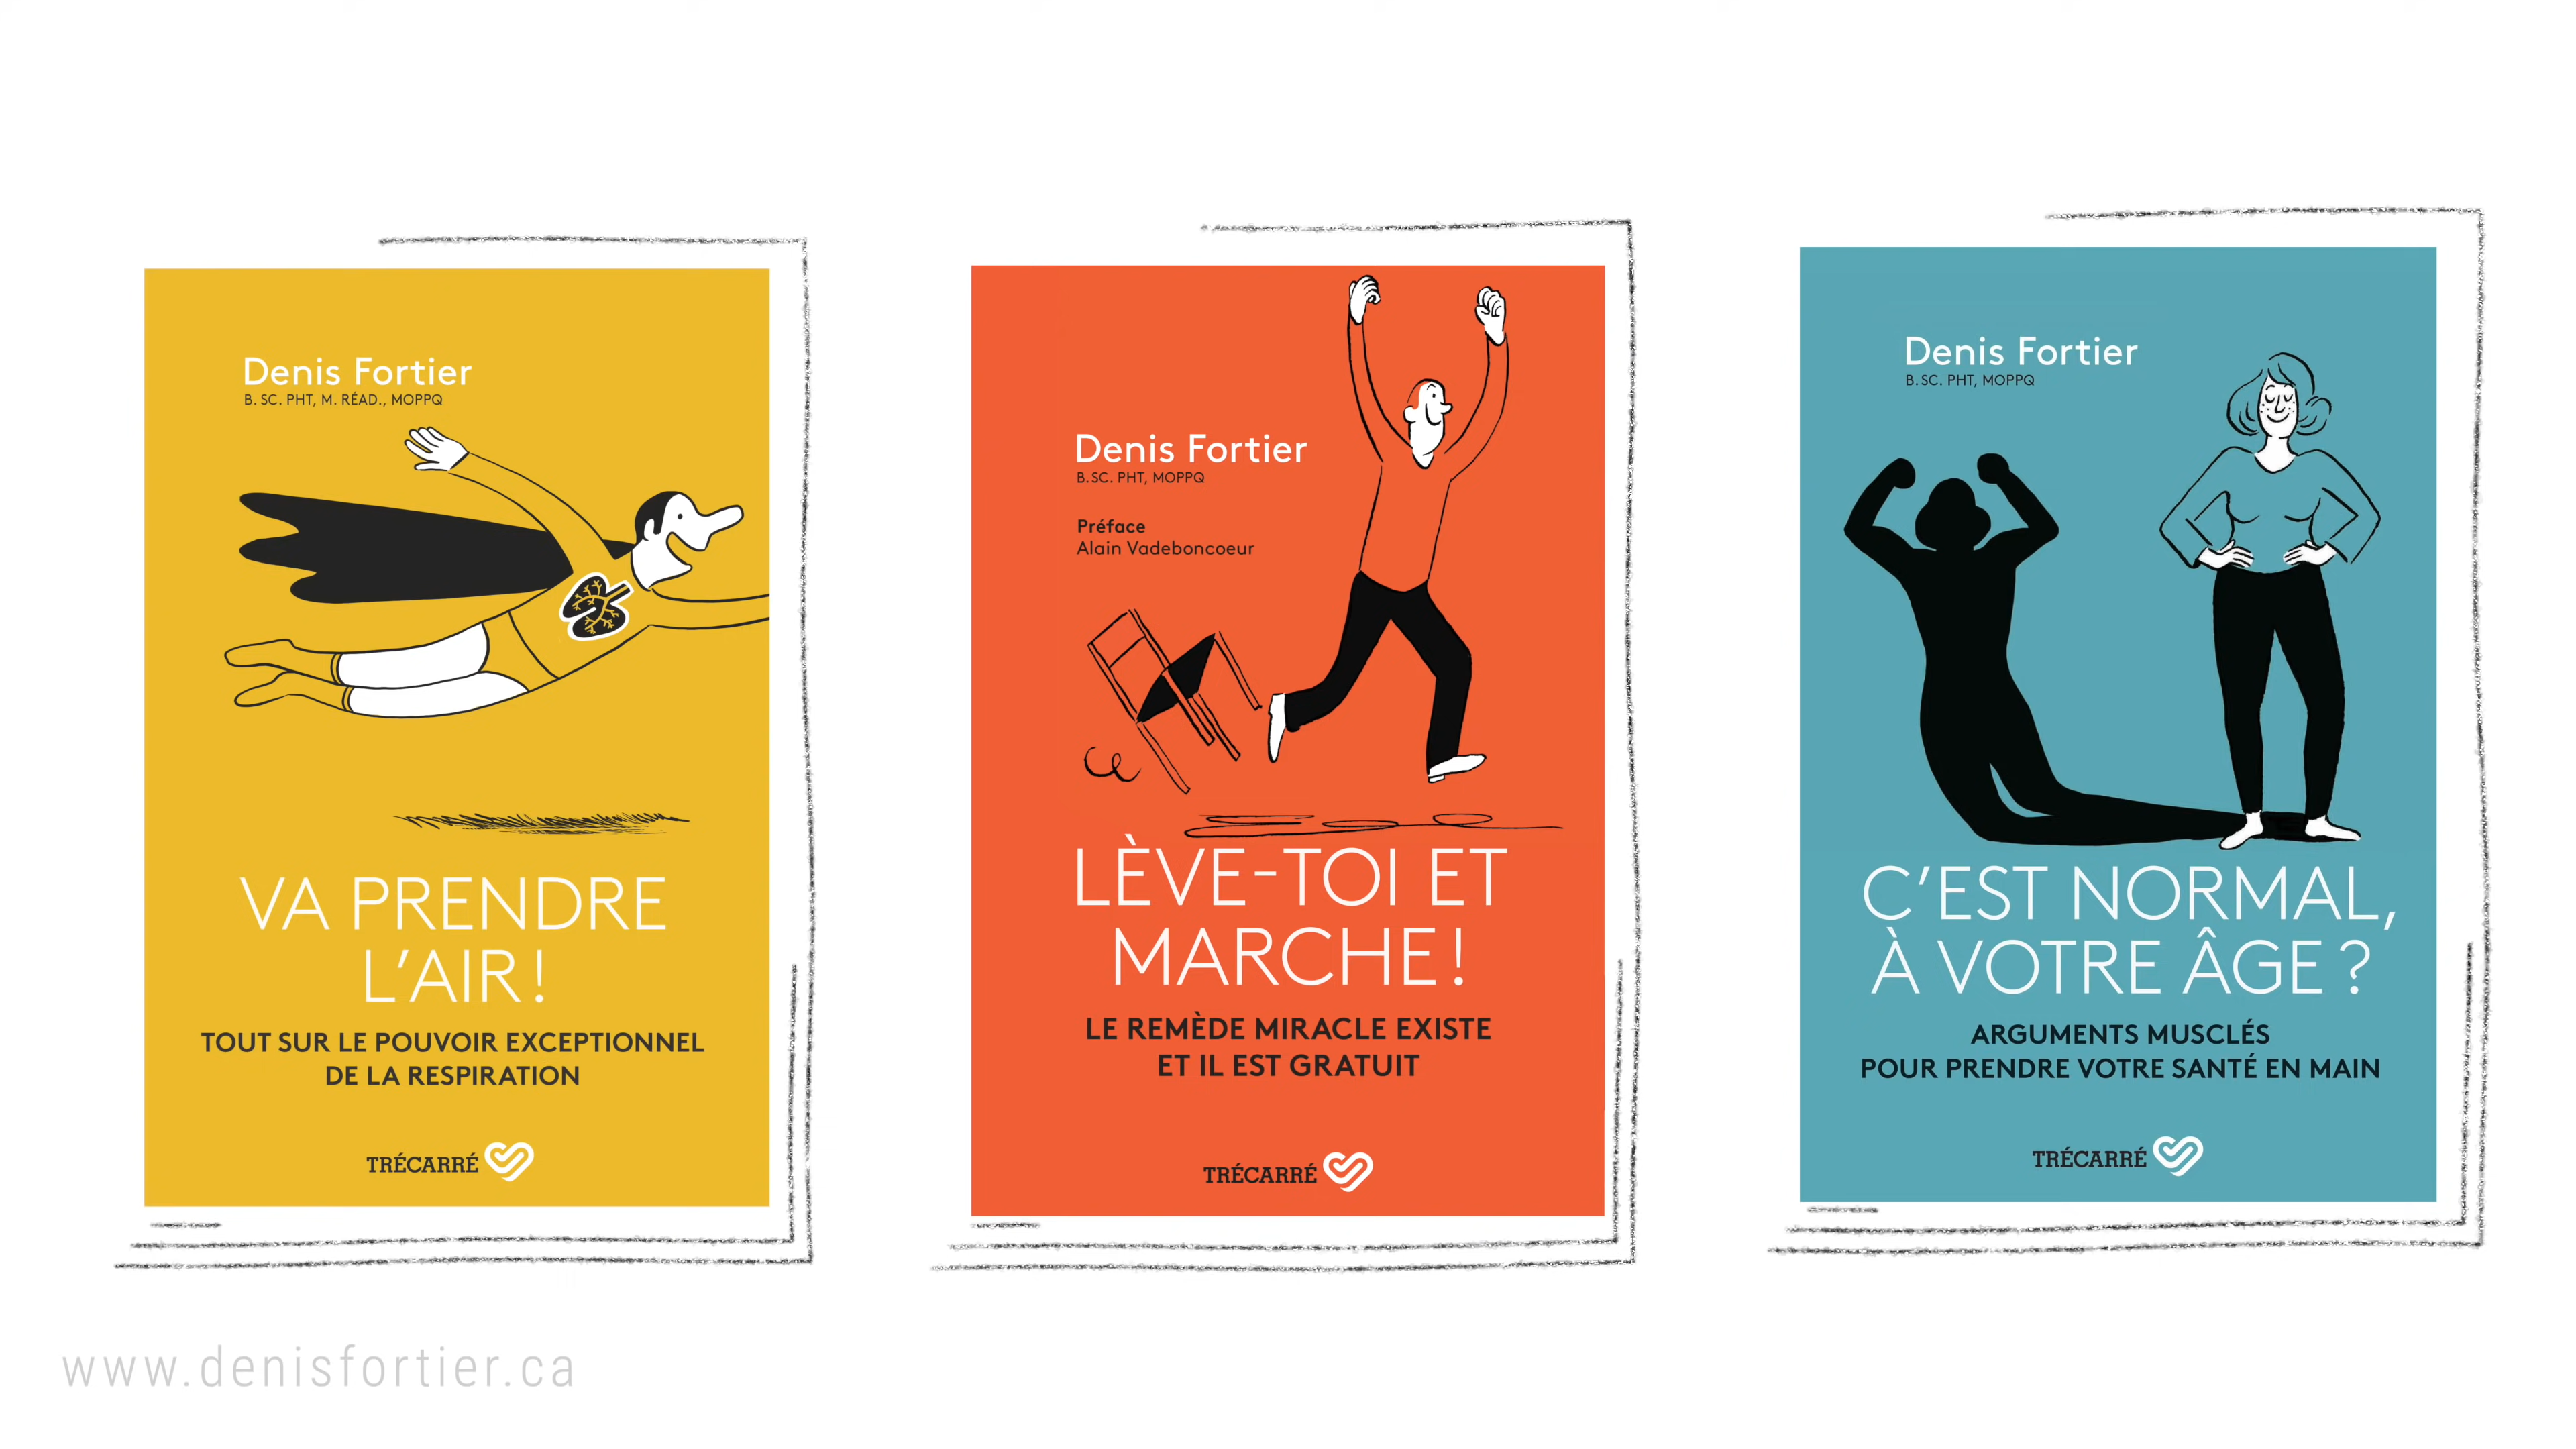 Denis Fortier
B. SC. PHT, M. RÉAD., MOPPQ
VA PRENDRE
L'AIR !
TOUT SUR LE POUVOIR EXCEPTIONNEL
DE LA RESPIRATION
TRÉCARRÉ
Denis Fortier
B. SC. PHT, MOPPQ
Préface
Alain Vadeboncoeur
LÈVE-TOI ET
MARCHE !
LE REMÈDE MIRACLE EXISTE
ET IL EST GRATUIT
TRÉCARRÉ
Denis Fortier
B. SC. PHT, MOPPQ
C'EST NORMAL,
À VOTRE ÂGE ?
ARGUMENTS MUSCLÉS
POUR PRENDRE VOTRE SANTÉ EN MAIN
TRÉCARRÉ
www.denisfortier.ca